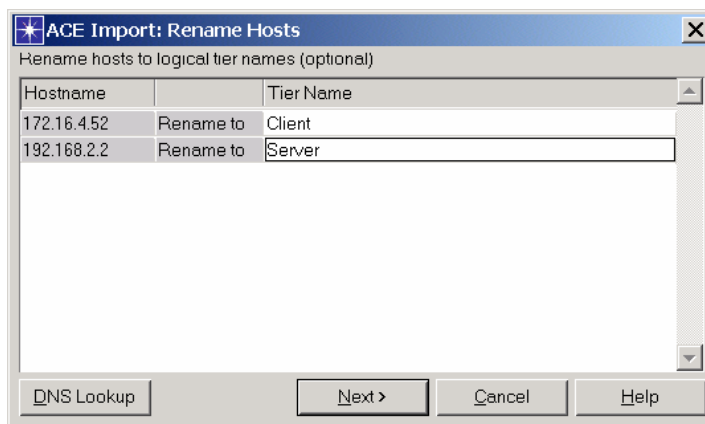 ACE Import: Rename Hosts
Rename hosts to logical tier names (optional)
Hostname Tier Name
172.16.4.52 Rename to Client
192.168.2.2 Rename to Server
DNS Lookup Next > Cancel Help